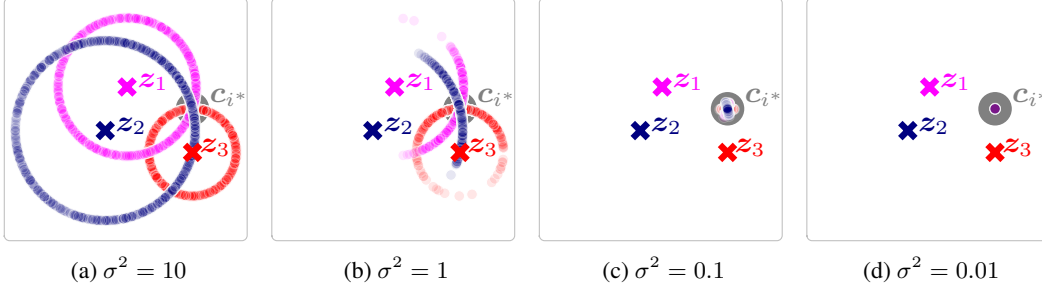 z₁ z₂ z₃ c_{i*}
z₁ z₂ z₃ c_{i*}
z₁ z₂ z₃ c_{i*}
z₁ z₂ z₃ c_{i*}
(a) σ² = 10
(b) σ² = 1
(c) σ² = 0.1
(d) σ² = 0.01